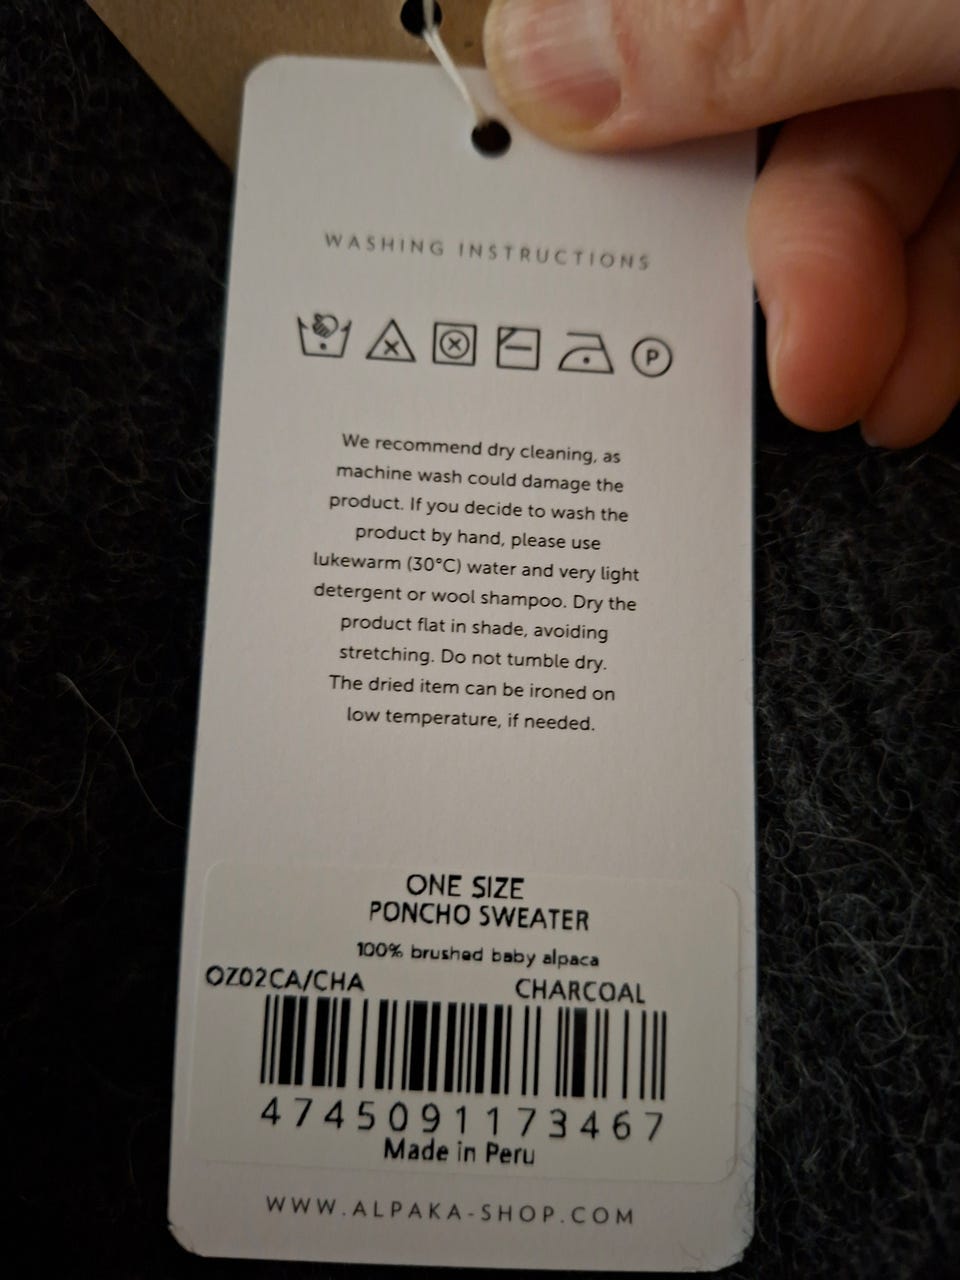 WASHING INSTRUCTIONS
P
We recommend dry cleaning, as
machine wash could damage the
product. If you decide to wash the
product by hand, please use
lukewarm (30°C) water and very light
detergent or wool shampoo. Dry the
product flat in shade, avoiding
stretching. Do not tumble dry.
The dried item can be ironed on
low temperature, if needed.
ONE SIZE
PONCHO SWEATER
100% brushed baby alpaca
OZ02CA/CHA CHARCOAL
4745091173467
Made in Peru
WWW.ALPAKA-SHOP.COM